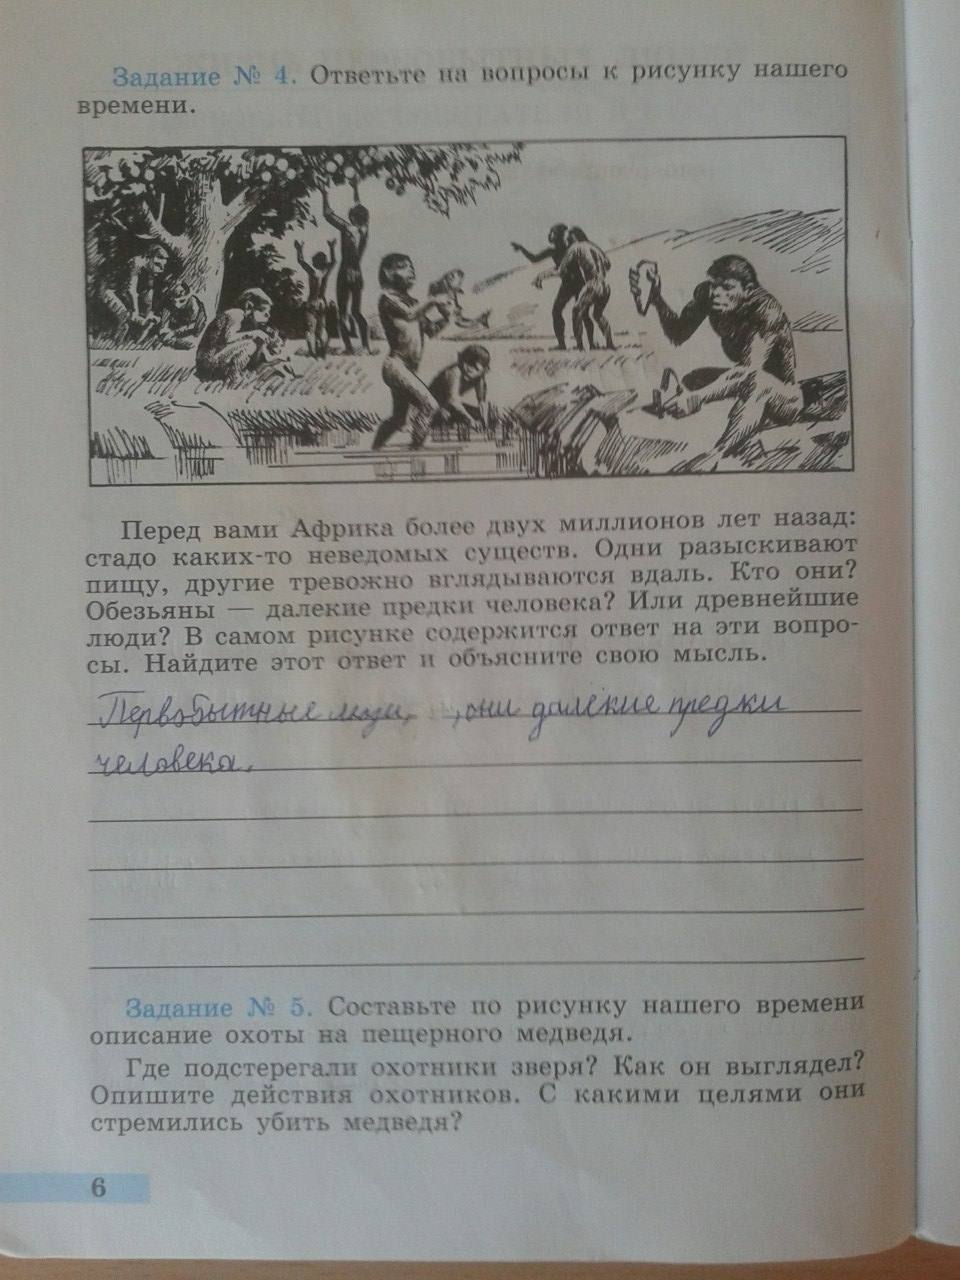 Задание № 4. Ответьте на вопросы к рисунку нашего
времени.
Перед вами Африка более двух миллионов лет назад:
стадо каких-то неведомых существ. Одни разыскивают
пищу, другие тревожно вглядываются вдаль. Кто они?
Обезьяны — далекие предки человека? Или древнейшие
люди? В самом рисунке содержится ответ на эти вопро-
сы. Найдите этот ответ и объясните свою мысль.
Первобытные люди, , они далекие предки
человека.
Задание № 5. Составьте по рисунку нашего времени
описание охоты на пещерного медведя.
Где подстерегали охотники зверя? Как он выглядел?
Опишите действия охотников. С какими целями они
стремились убить медведя?
6